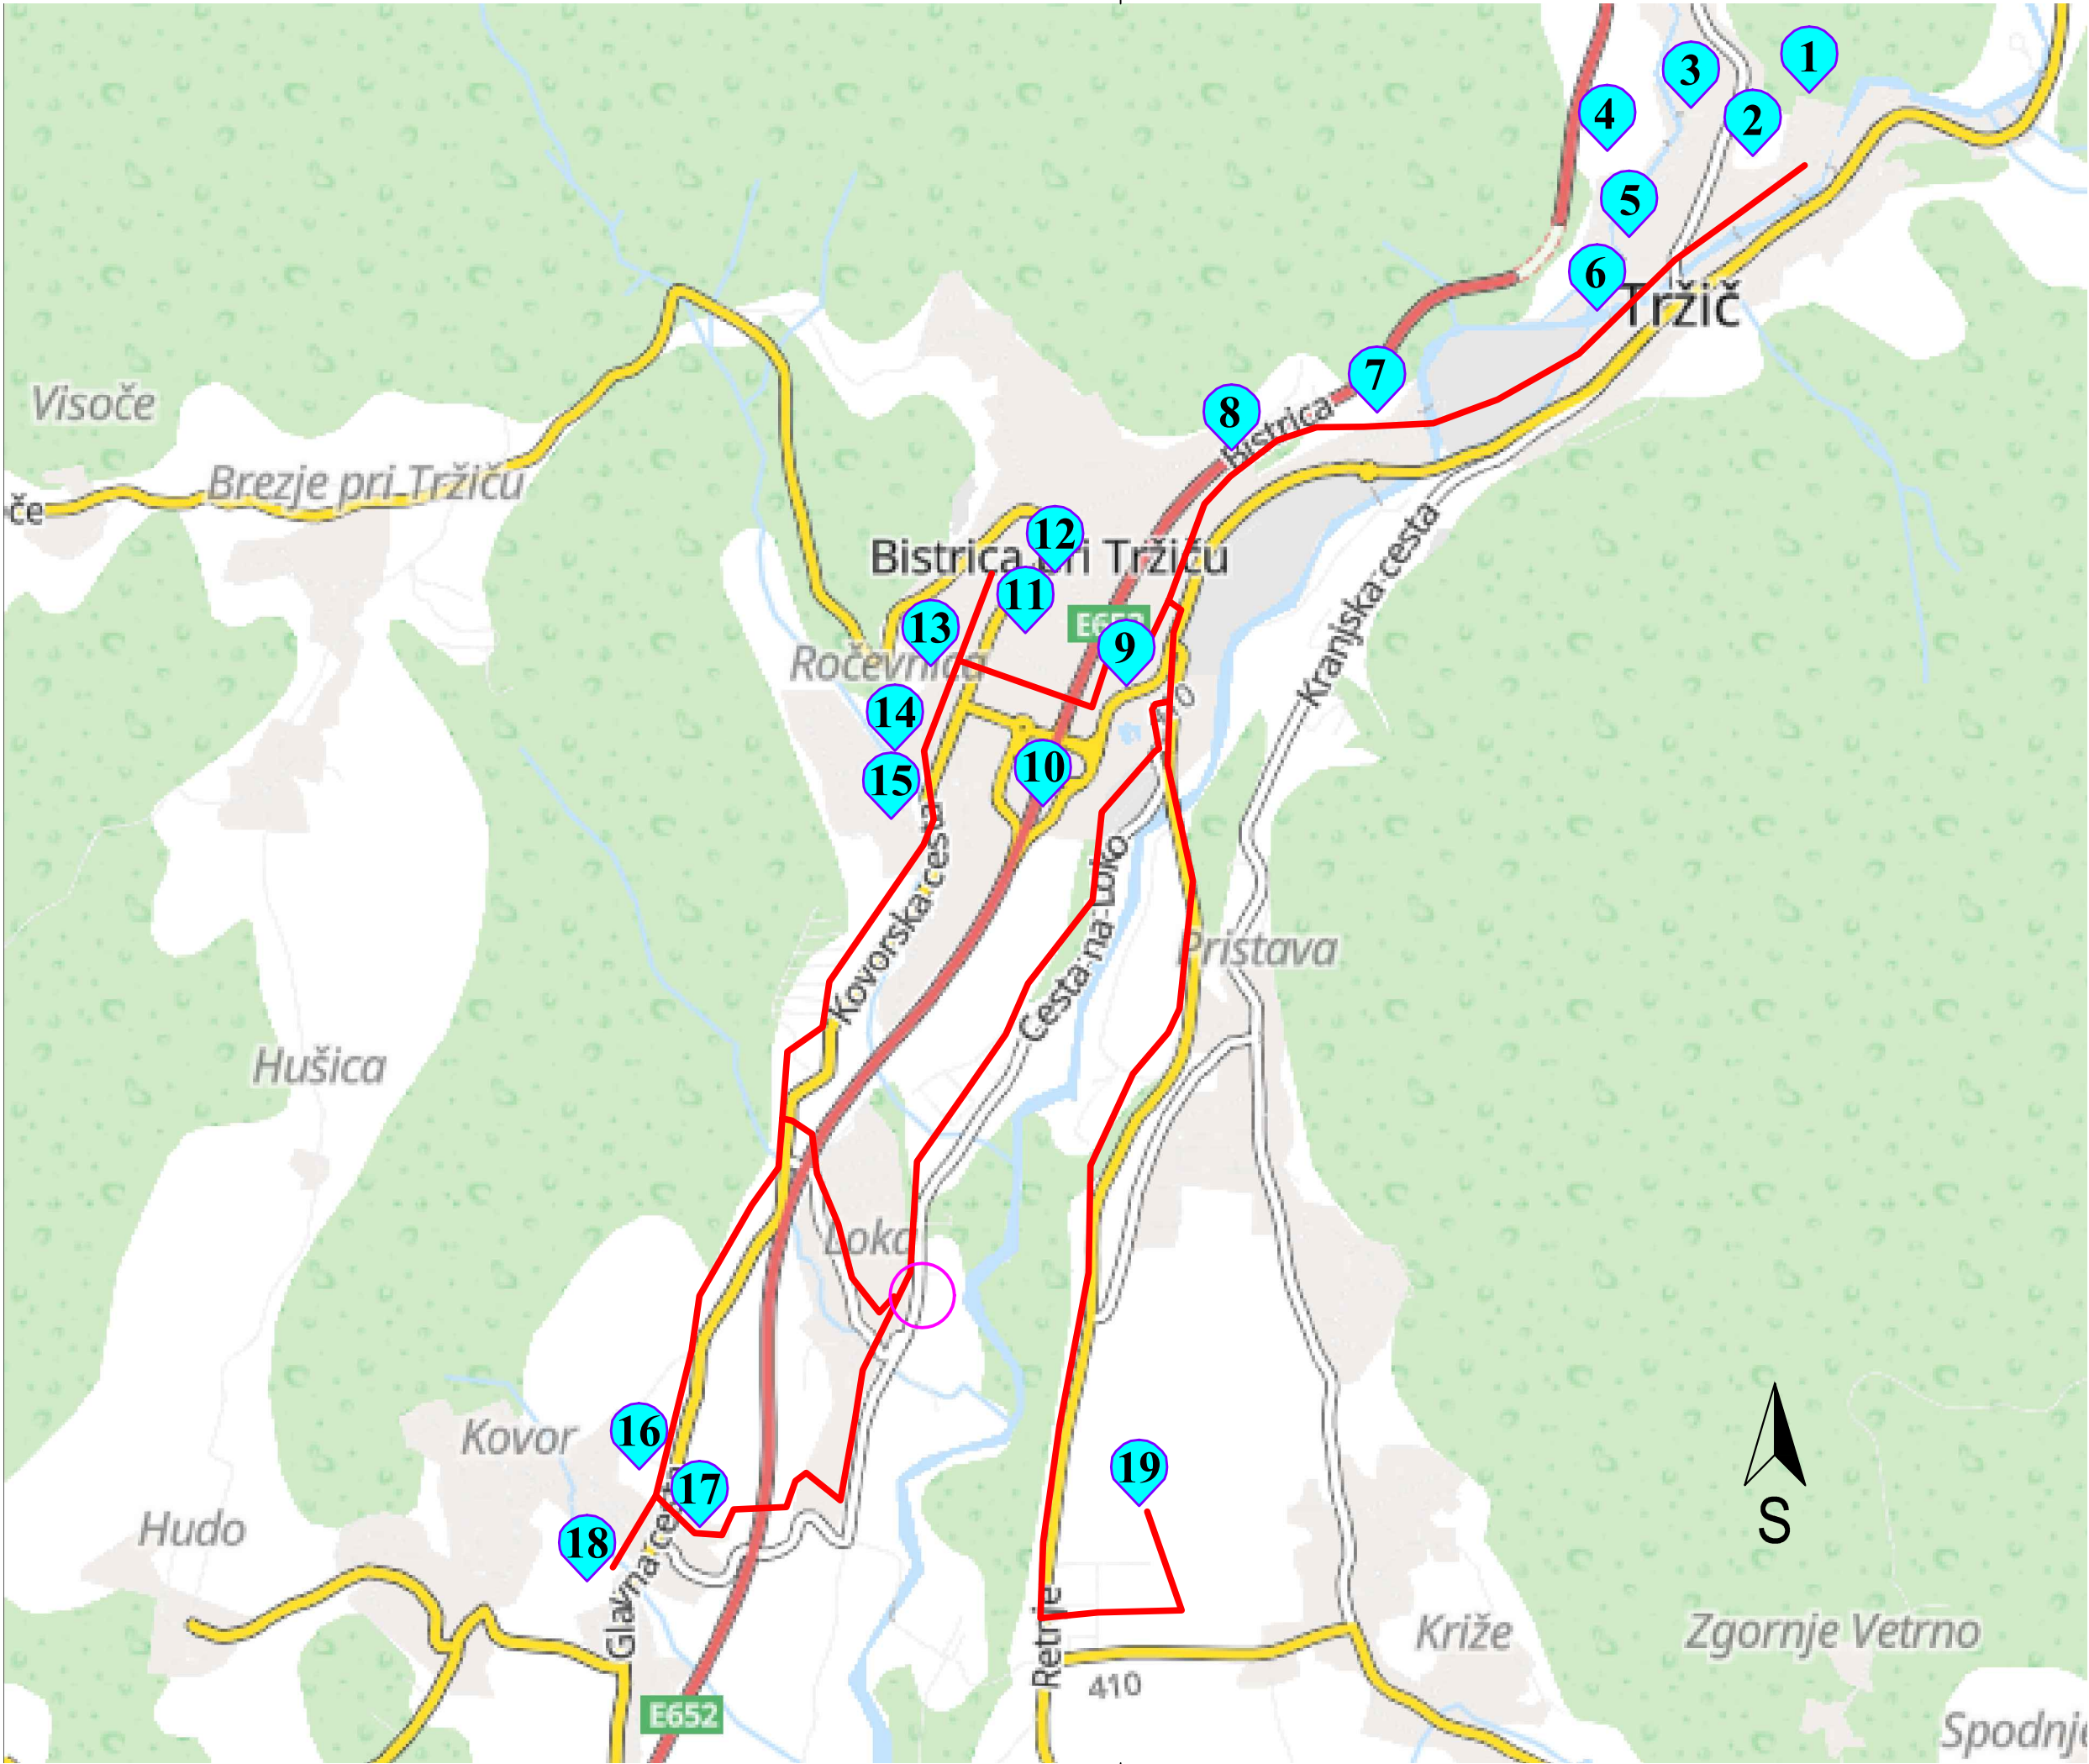 1
3
2
4
5
6
Tržič
7
Visoče
8
Bistrica
Brezje pri Tržiču
če
Kranjska cesta
12
Bistrica pri Tržiču
11
13
9
Ročevnica
14
10
15
Cesta na Loko
Kovorska cesta
Pristava
Hušica
Loka
16
Kovor
19
17
Hudo
S
18
Glavna cesta
Retnje
Križe
Zgornje Vetrno
410
E652